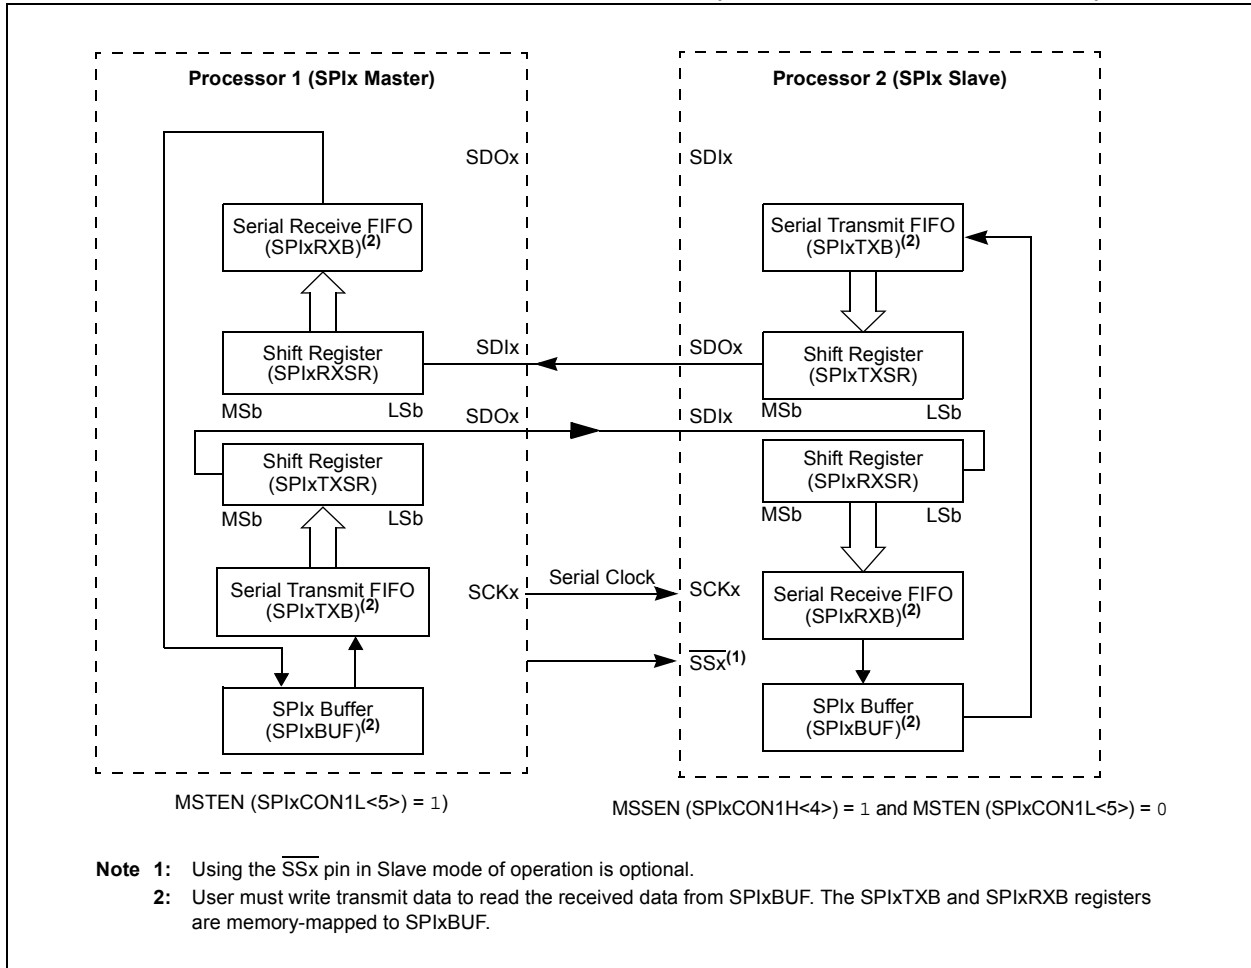 Processor 1 (SPIx Master)
Processor 2 (SPIx Slave)
SDOx
SDIx
Serial Receive FIFO
(SPIxRXB)(2)
Serial Transmit FIFO
(SPIxTXB)(2)
Shift Register
(SPIxRXSR)
SDIx
SDOx
Shift Register
(SPIxTXSR)
MSb
LSb
MSb
LSb
SDOx
SDIx
Shift Register
(SPIxTXSR)
Shift Register
(SPIxRXSR)
MSb
LSb
MSb
LSb
Serial Transmit FIFO
(SPIxTXB)(2)
SCKx
Serial Clock
SCKx
Serial Receive FIFO
(SPIxRXB)(2)
SSx(1)
SPIx Buffer
(SPIxBUF)(2)
SPIx Buffer
(SPIxBUF)(2)
MSTEN (SPIxCON1L<5>) = 1)
MSSEN (SPIxCON1H<4>) = 1 and MSTEN (SPIxCON1L<5>) = 0
Note 1: Using the SSx pin in Slave mode of operation is optional.
2: User must write transmit data to read the received data from SPIxBUF. The SPIxTXB and SPIxRXB registers
are memory-mapped to SPIxBUF.